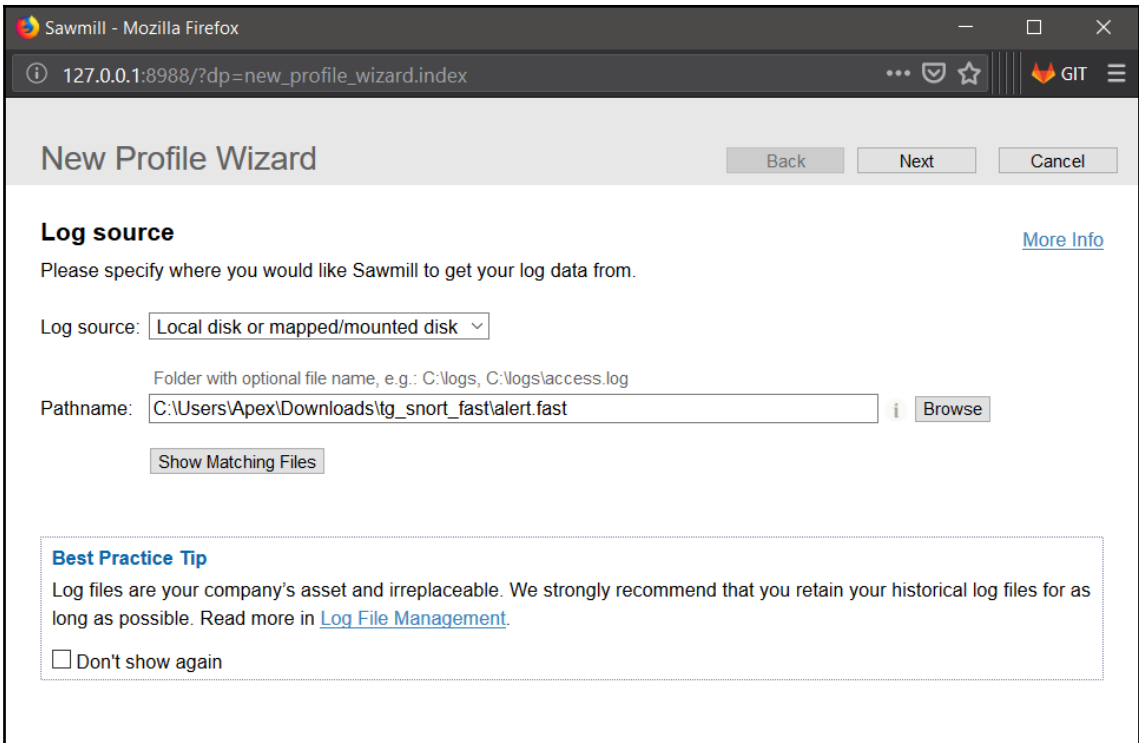 Sawmill - Mozilla Firefox
127.0.0.1:8988/?dp=new_profile_wizard.index
GIT
New Profile Wizard
Back
Next
Cancel
Log source
More Info
Please specify where you would like Sawmill to get your log data from.
Log source: Local disk or mapped/mounted disk
Folder with optional file name, e.g.: C:\logs, C:\logs\access.log
Pathname: C:\Users\Apex\Downloads\tg_snort_fast\alert.fast
i
Browse
Show Matching Files
Best Practice Tip
Log files are your company’s asset and irreplaceable. We strongly recommend that you retain your historical log files for as
long as possible. Read more in Log File Management.
Don't show again